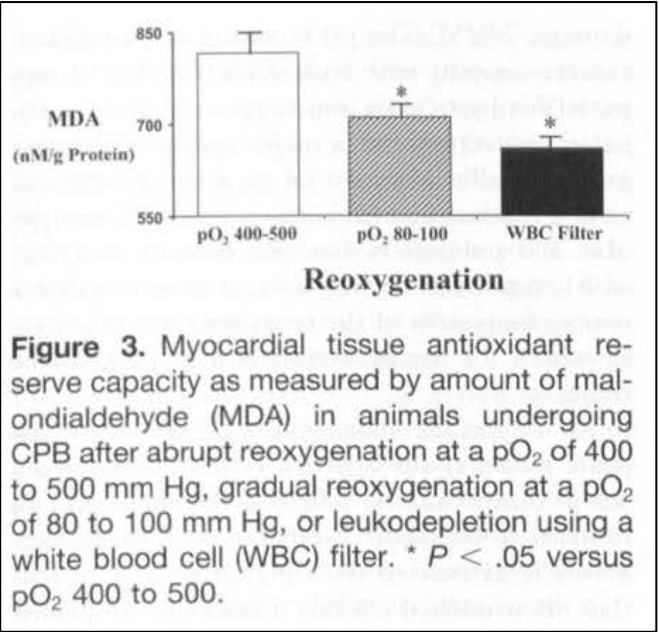 850
MDA
700
(nM/g Protein)
550
*
*
pO₂ 400-500 pO₂ 80-100 WBC Filter
Reoxygenation
Figure 3. Myocardial tissue antioxidant re-
serve capacity as measured by amount of mal-
ondialdehyde (MDA) in animals undergoing
CPB after abrupt reoxygenation at a pO₂ of 400
to 500 mm Hg, gradual reoxygenation at a pO₂
of 80 to 100 mm Hg, or leukodepletion using a
white blood cell (WBC) filter. * P < .05 versus
pO₂ 400 to 500.